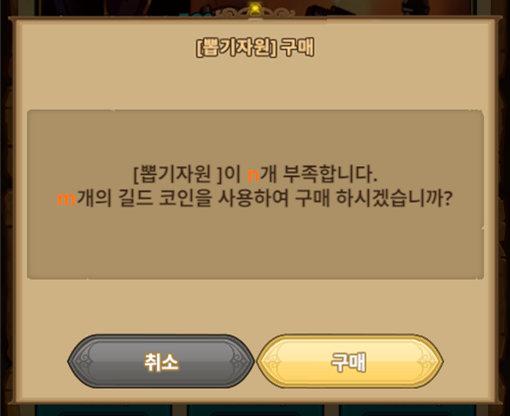 [뽑기자원] 구매
[뽑기자원 ]이 n개 부족합니다.
m개의 길드 코인을 사용하여 구매 하시겠습니까?
취소
구매